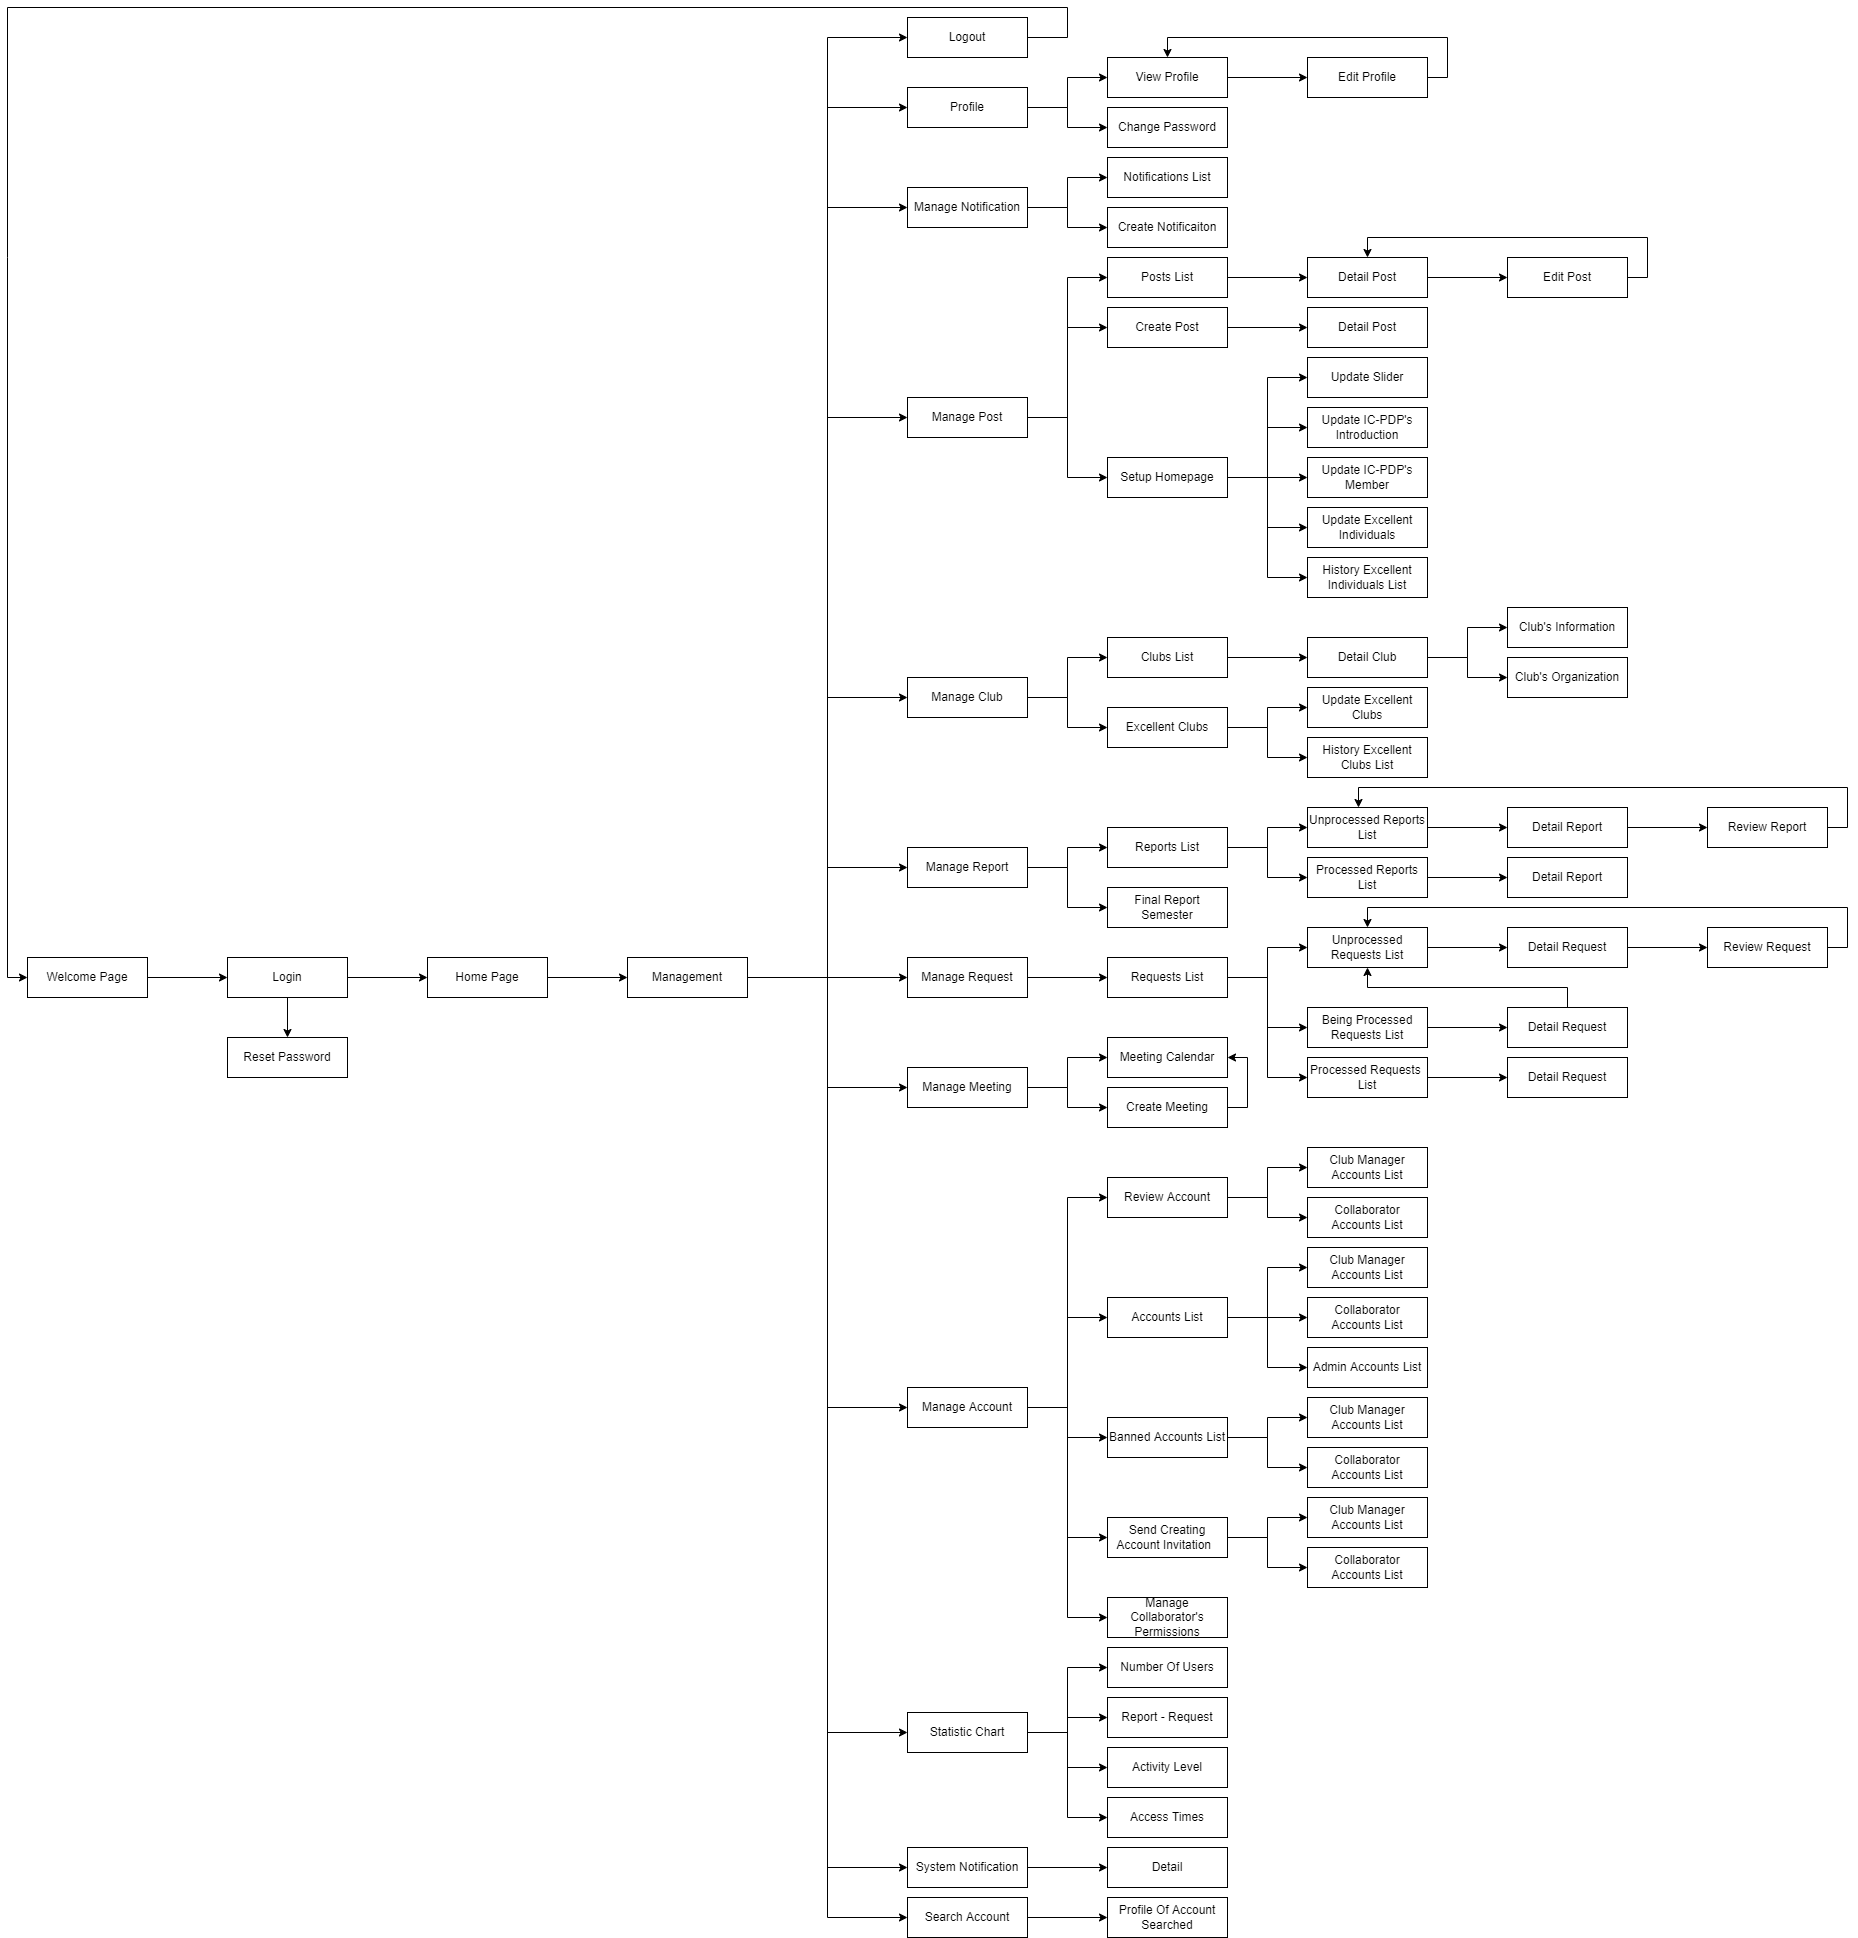 Logout
View Profile
Edit Profile
Profile
Change Password
Notifications List
Manage Notification
Create Notificaiton
Posts List
Detail Post
Edit Post
Create Post
Detail Post
Update Slider
Manage Post
Update IC-PDP's
Introduction
Setup Homepage
Update IC-PDP's
Member
Update Excellent
Individuals
History Excellent
Individuals List
Club's Information
Clubs List
Detail Club
Club's Organization
Manage Club
Update Excellent
Clubs
Excellent Clubs
History Excellent
Clubs List
Unprocessed Reports
List
Detail Report
Review Report
Reports List
Manage Report
Processed Reports
List
Detail Report
Final Report
Semester
Unprocessed
Requests List
Detail Request
Review Request
Welcome Page
Login
Home Page
Management
Manage Request
Requests List
Being Processed
Requests List
Detail Request
Reset Password
Meeting Calendar
Processed Requests
List
Detail Request
Manage Meeting
Create Meeting
Club Manager
Accounts List
Review Account
Collaborator
Accounts List
Club Manager
Accounts List
Accounts List
Collaborator
Accounts List
Admin Accounts List
Manage Account
Club Manager
Accounts List
Banned Accounts List
Collaborator
Accounts List
Club Manager
Accounts List
Send Creating
Account Invitation
Collaborator
Accounts List
Manage
Collaborator's
Permissions
Number Of Users
Report - Request
Statistic Chart
Activity Level
Access Times
System Notification
Detail
Search Account
Profile Of Account
Searched